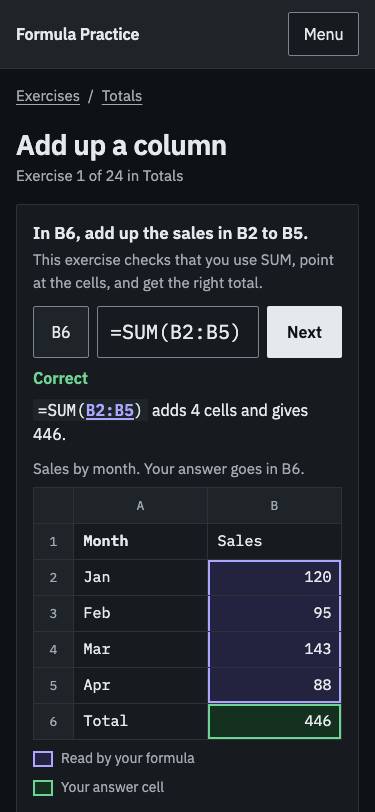 Formula Practice
Menu
Exercises / Totals
Add up a column
Exercise 1 of 24 in Totals
In B6, add up the sales in B2 to B5.
This exercise checks that you use SUM, point
at the cells, and get the right total.
B6 =SUM(B2:B5) Next
Correct
=SUM(B2:B5) adds 4 cells and gives
446.
Sales by month. Your answer goes in B6.
A B
1 Month Sales
2 Jan 120
3 Feb 95
4 Mar 143
5 Apr 88
6 Total 446
Read by your formula
Your answer cell